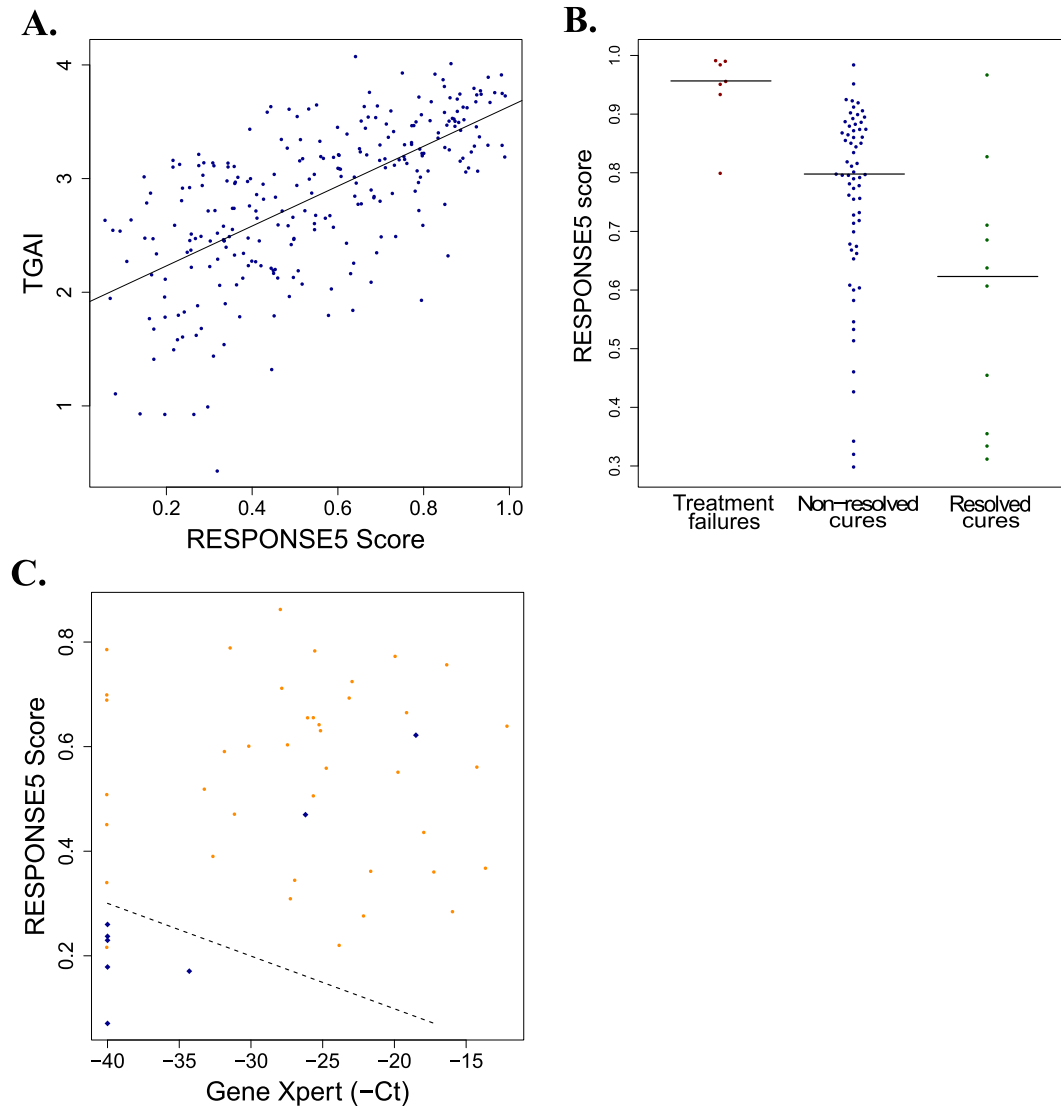 A.
4
3
2
1
TGAI
0.2 0.4 0.6 0.8 1.0
RESPONSE5 Score
B.
1.0
0.9
0.8
0.7
0.6
0.5
0.4
0.3
RESPONSE5 score
Treatment failures
Non−resolved cures
Resolved cures
C.
0.8
0.6
0.4
0.2
RESPONSE5 Score
−40 −35 −30 −25 −20 −15
Gene Xpert (−Ct)